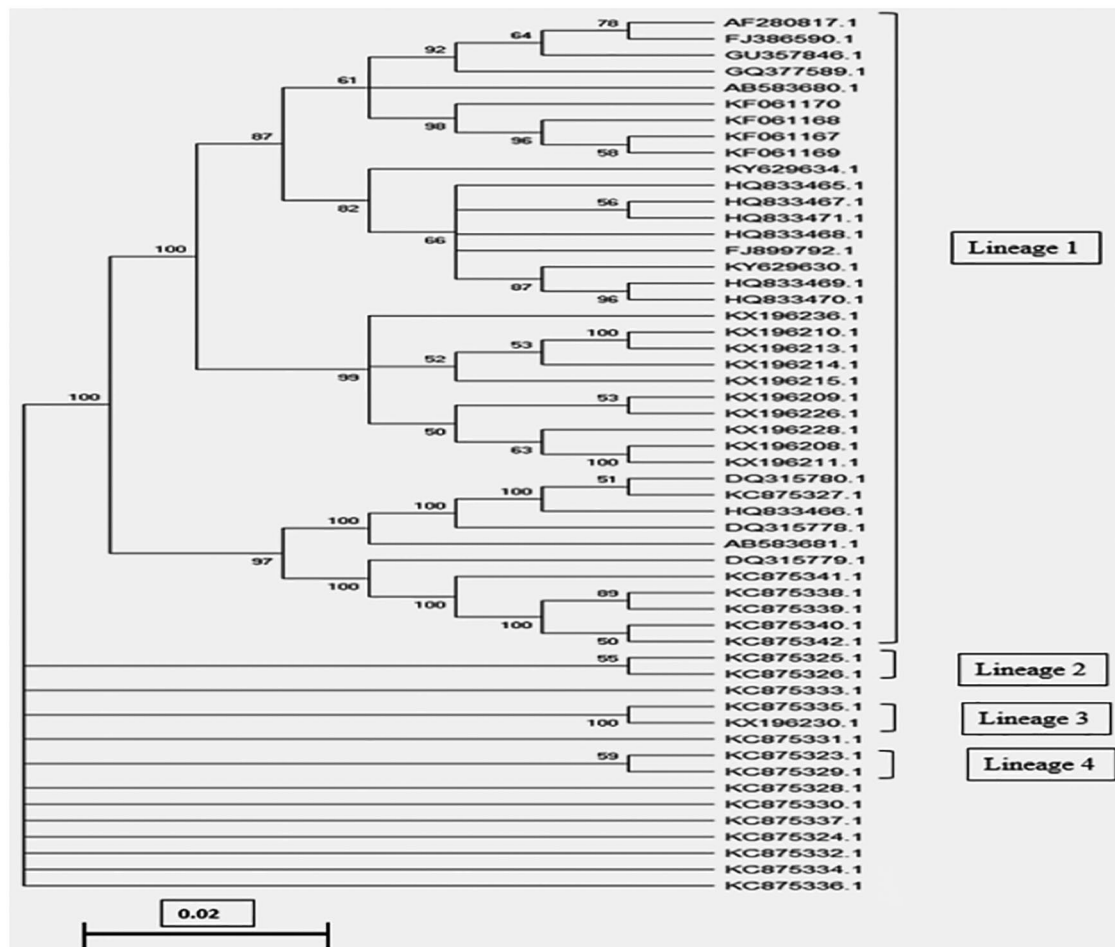 78 AF280817.1
64 FJ386590.1
92 GU357846.1
GQ377589.1
61 AB583680.1
KF061170
98 KF061168
96 KF061167
58 KF061169
87 KY629634.1
HQ833465.1
82 56 HQ833467.1
HQ833471.1
66 HQ833468.1
100 FJ899792.1
Lineage 1
KY629630.1
87 HQ833469.1
96 HQ833470.1
KX196236.1
100 KX196210.1
53 KX196213.1
52 KX196214.1
99 KX196215.1
100 53 KX196209.1
KX196226.1
50 KX196228.1
63 KX196208.1
100 KX196211.1
51 DQ315780.1
100 KC875327.1
100 HQ833466.1
100 DQ315778.1
AB583681.1
97 DQ315779.1
100 KC875341.1
100 89 KC875338.1
KC875339.1
100 KC875340.1
50 KC875342.1
55 KC875325.1
Lineage 2
KC875326.1
KC875333.1
KC875335.1
Lineage 3
100 KX196230.1
KC875331.1
59 KC875323.1
Lineage 4
KC875329.1
KC875328.1
KC875330.1
KC875337.1
KC875324.1
KC875332.1
KC875334.1
KC875336.1
0.02